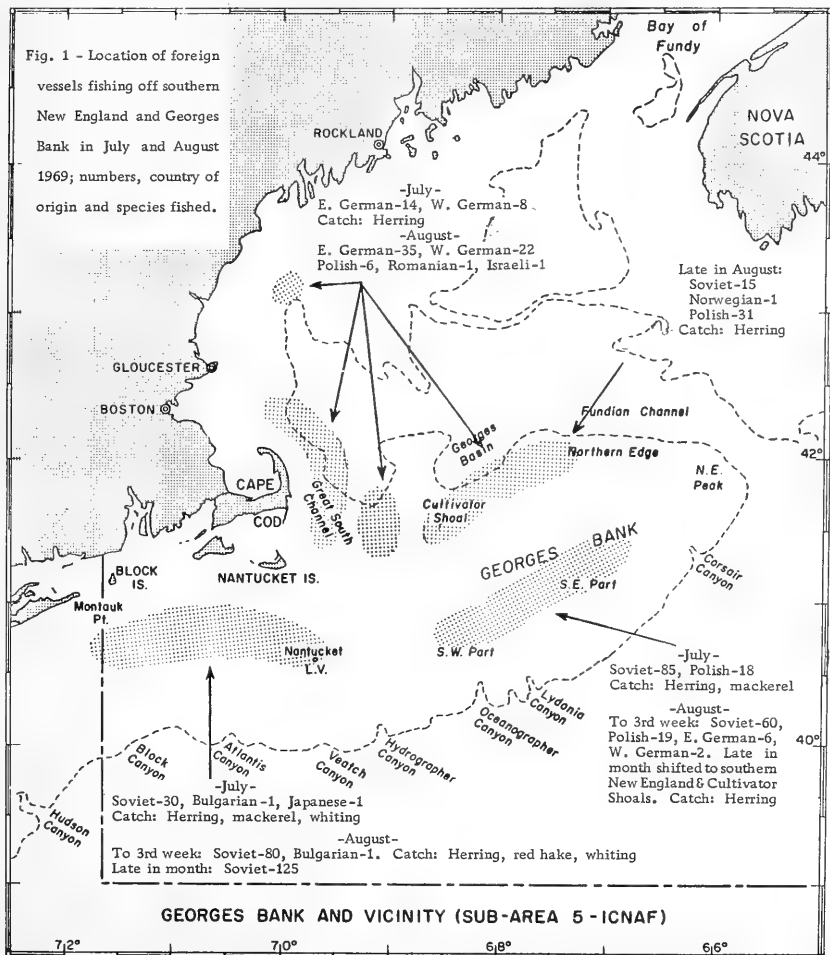 Fig. 1 - Location of foreign
vessels fishing off southern
New England and Georges
Bank in July and August
1969; numbers, country of
origin and species fished.
Bay of
Fundy
NOVA
SCOTIA
ROCKLAND
44°
-July-
E. German-14, W. German-8
Catch: Herring
-August-
E. German-35, W. German-22
Polish-6, Romanian-1, Israeli-1
Late in August:
Soviet-15
Norwegian-1
Polish-31
Catch: Herring
GLOUCESTER
BOSTON
Fundian Channel
Georges
Basin
Northern Edge
42°
N.E.
Peak
CAPE
COD
Great South
Channel
Cultivator
Shoal
GEORGES BANK
S.E. Part
Corsair
Canyon
BLOCK
IS.
NANTUCKET IS.
Montauk
Pt.
Nantucket
L.V.
S.W. Part
-July-
Soviet-85, Polish-18
Catch: Herring, mackerel
-August-
To 3rd week: Soviet-60,
Polish-19, E. German-6,
W. German-2. Late in
month shifted to southern
New England & Cultivator
Shoals. Catch: Herring
Lydonia
Canyon
Oceanographer
Canyon
Hydrographer
Canyon
Veatch
Canyon
Atlantis
Canyon
Block
Canyon
Hudson
Canyon
40°
-July-
Soviet-30, Bulgarian-1, Japanese-1
Catch: Herring, mackerel, whiting
-August-
To 3rd week: Soviet-80, Bulgarian-1. Catch: Herring, red hake, whiting
Late in month: Soviet-125
GEORGES BANK AND VICINITY (SUB-AREA 5-ICNAF)
72° 70° 68° 66°